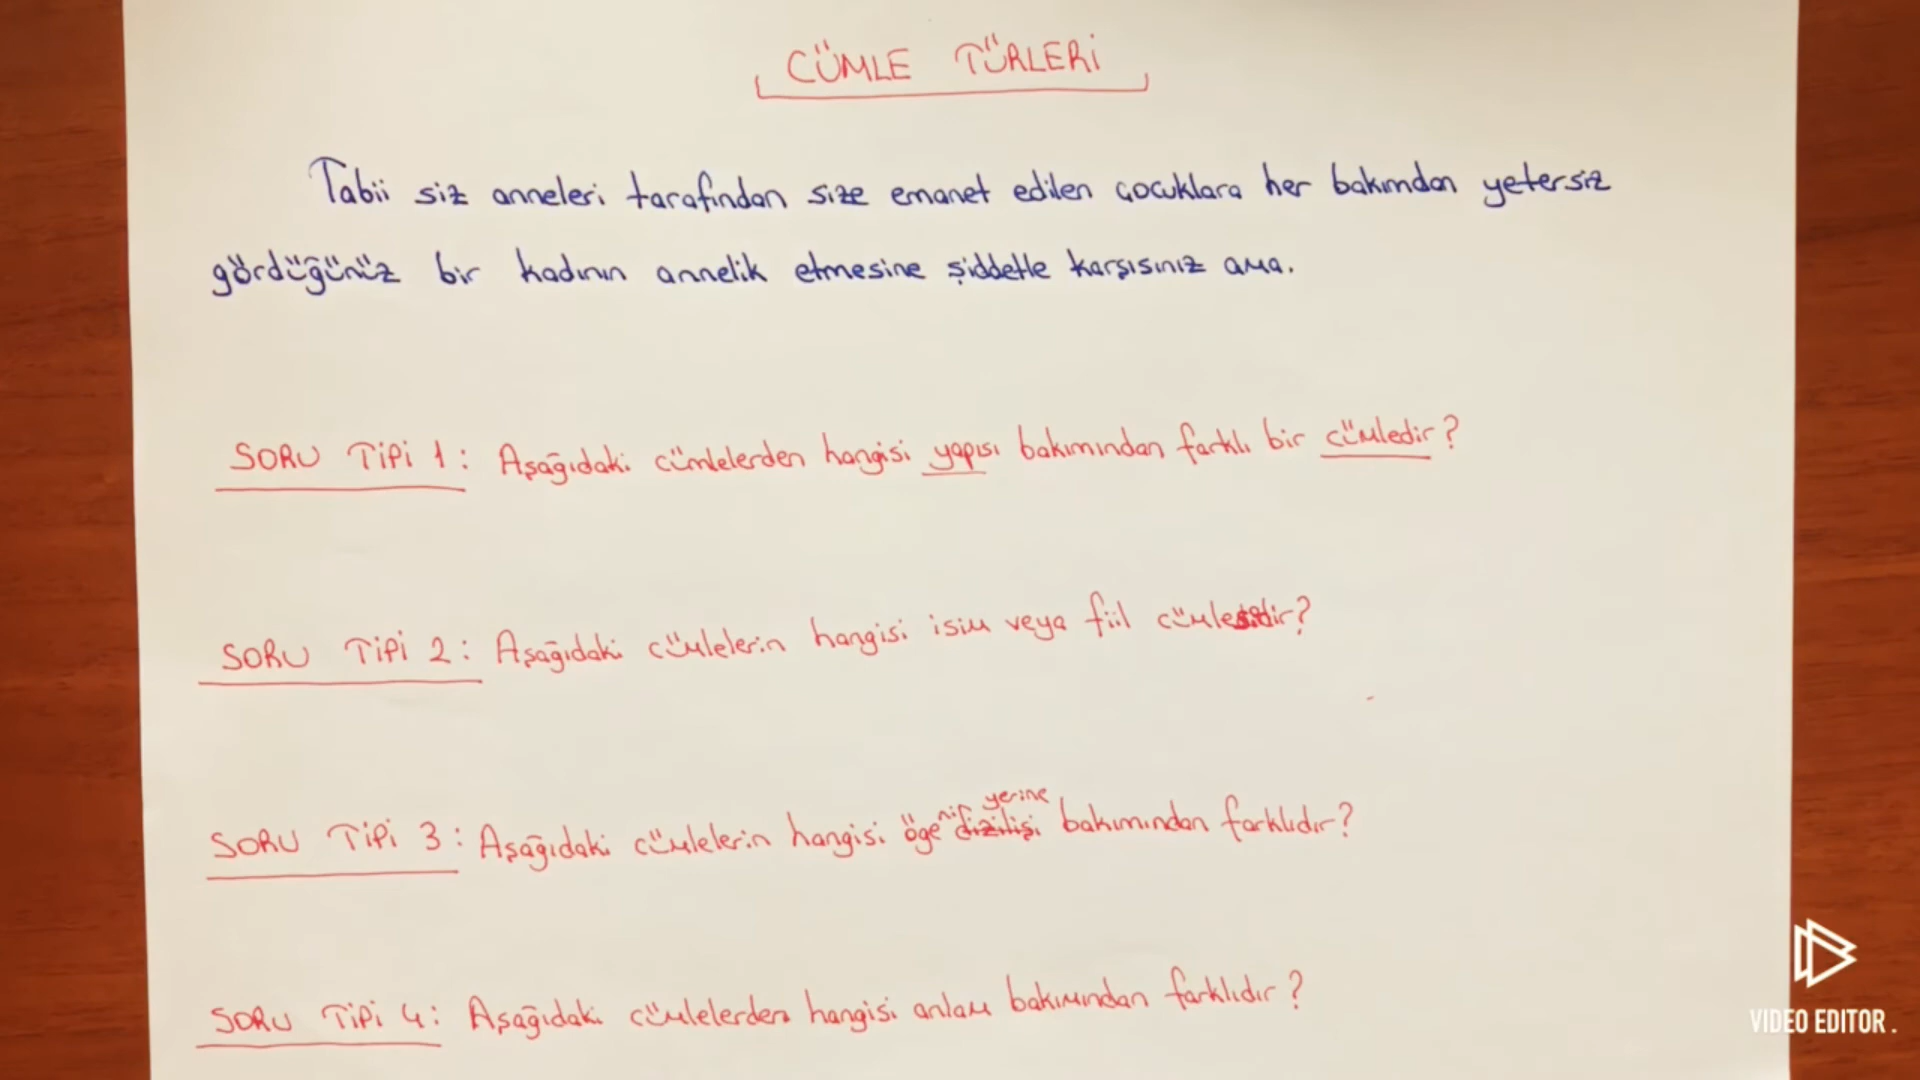 CÜMLE TÜRLERİ
Tabii siz anneleri tarafından size emanet edilen çocuklara her bakımdan yetersiz
gördüğünüz bir kadının annelik etmesine şiddetle karşısınız ama.
SORU TİPİ 1: Aşağıdaki cümlelerden hangisi yapısı bakımından farklı bir cümledir?
SORU TİPİ 2: Aşağıdaki cümlelerin hangisi isim veya fiil cümlesidir?
SORU TİPİ 3: Aşağıdaki cümlelerin hangisi ögenin dizilişi yerine bakımından farklıdır?
SORU TİPİ 4: Aşağıdaki cümlelerden hangisi anlam bakımından farklıdır?
VIDEO EDITOR.